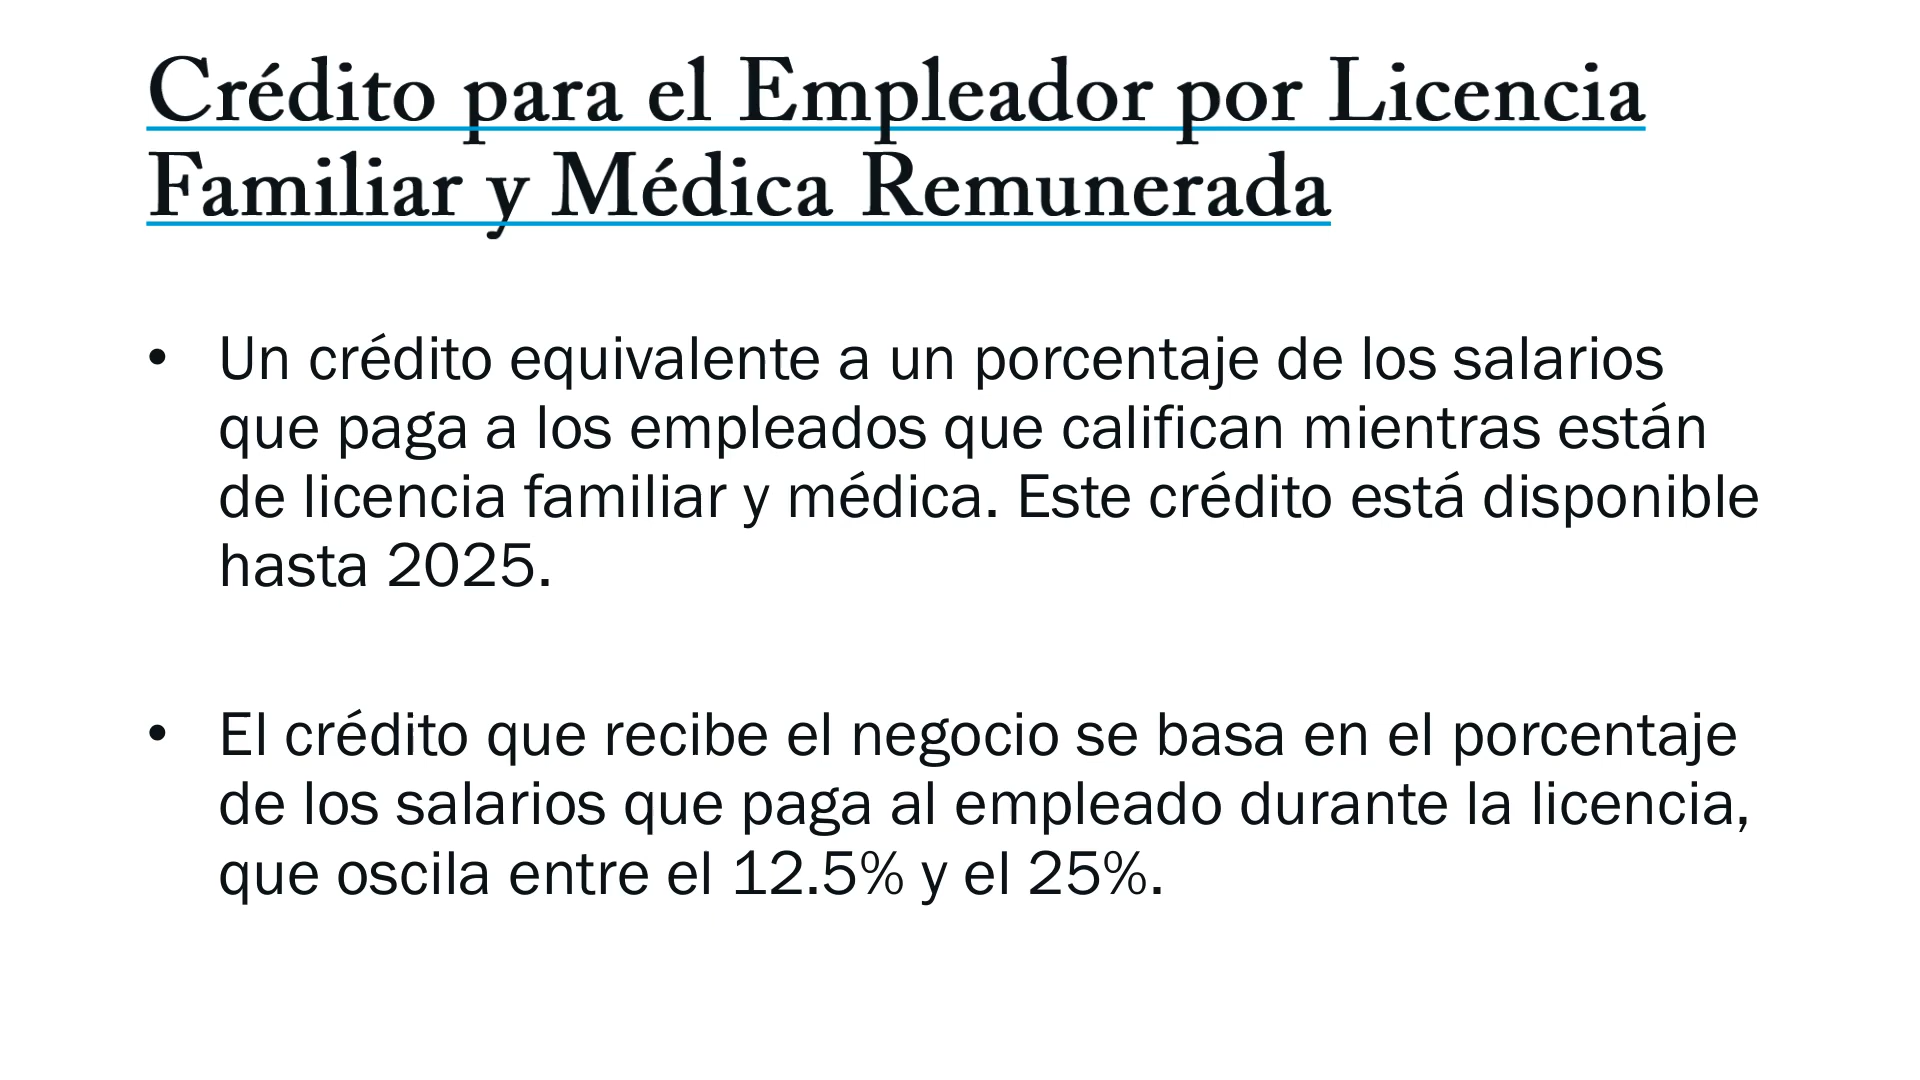 Crédito para el Empleador por Licencia
Familiar y Médica Remunerada
• Un crédito equivalente a un porcentaje de los salarios
que paga a los empleados que califican mientras están
de licencia familiar y médica. Este crédito está disponible
hasta 2025.
• El crédito que recibe el negocio se basa en el porcentaje
de los salarios que paga al empleado durante la licencia,
que oscila entre el 12.5% y el 25%.